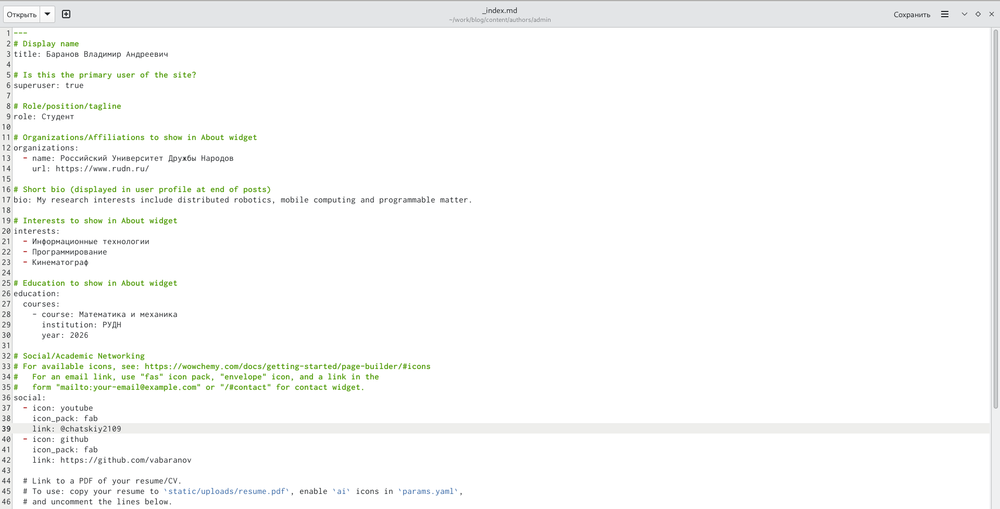 Открыть
_index.md
~/work/blog/content/authors/admin
Сохранить
1 ---
2 # Display name
3 title: Баранов Владимир Андреевич
4
5 # Is this the primary user of the site?
6 superuser: true
7
8 # Role/position/tagline
9 role: Студент
10
11 # Organizations/Affiliations to show in About widget
12 organizations:
13   - name: Российский Университет Дружбы Народов
14     url: https://www.rudn.ru/
15
16 # Short bio (displayed in user profile at end of posts)
17 bio: My research interests include distributed robotics, mobile computing and programmable matter.
18
19 # Interests to show in About widget
20 interests:
21   - Информационные технологии
22   - Программирование
23   - Кинематограф
24
25 # Education to show in About widget
26 education:
27   courses:
28     - course: Математика и механика
29       institution: РУДН
30       year: 2026
31
32 # Social/Academic Networking
33 # For available icons, see: https://wowchemy.com/docs/getting-started/page-builder/#icons
34 #   For an email link, use "fas" icon pack, "envelope" icon, and a link in the
35 #   form "mailto:your-email@example.com" or "/#contact" for contact widget.
36 social:
37   - icon: youtube
38     icon_pack: fab
39     link: @chatskiy2109
40   - icon: github
41     icon_pack: fab
42     link: https://github.com/vabaranov
43
44   # Link to a PDF of your resume/CV.
45   # To use: copy your resume to `static/uploads/resume.pdf`, enable `ai` icons in `params.yaml`,
46   # and uncomment the lines below.